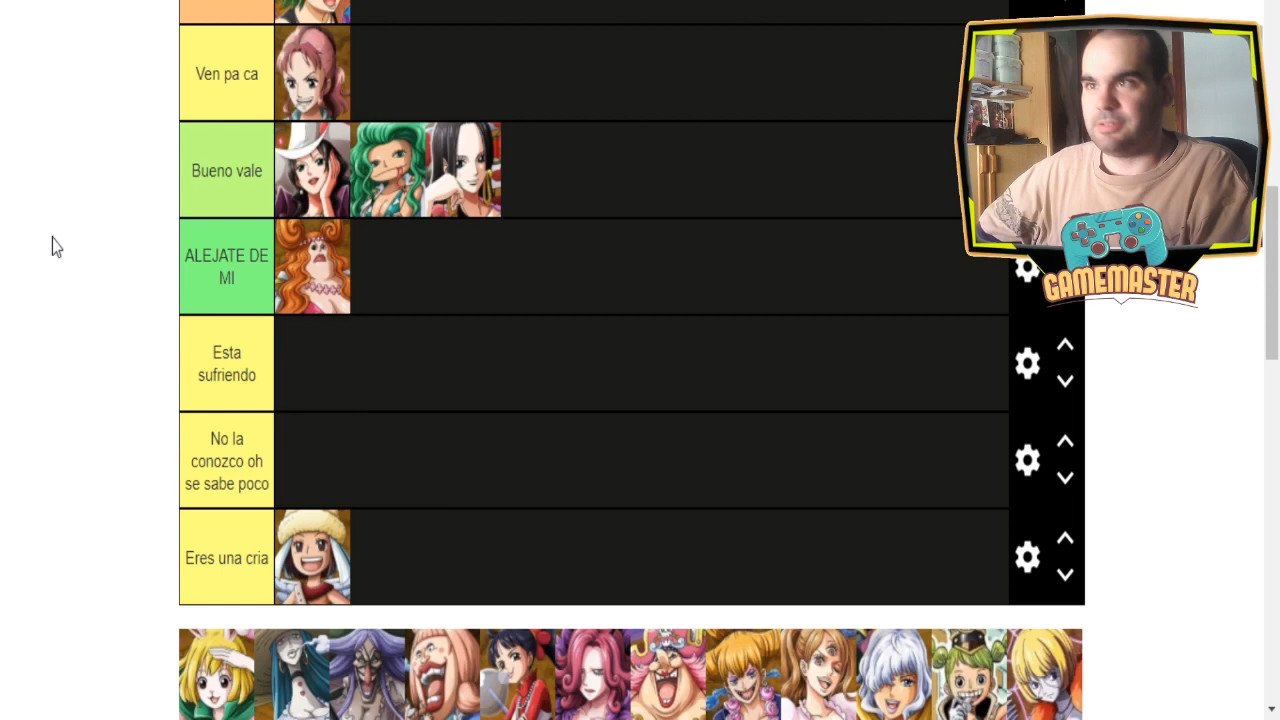 Ven pa ca
Bueno vale
ALEJATE DE
MI
Esta
sufriendo
No la
conozco oh
se sabe poco
Eres una cria
GAMEMASTER